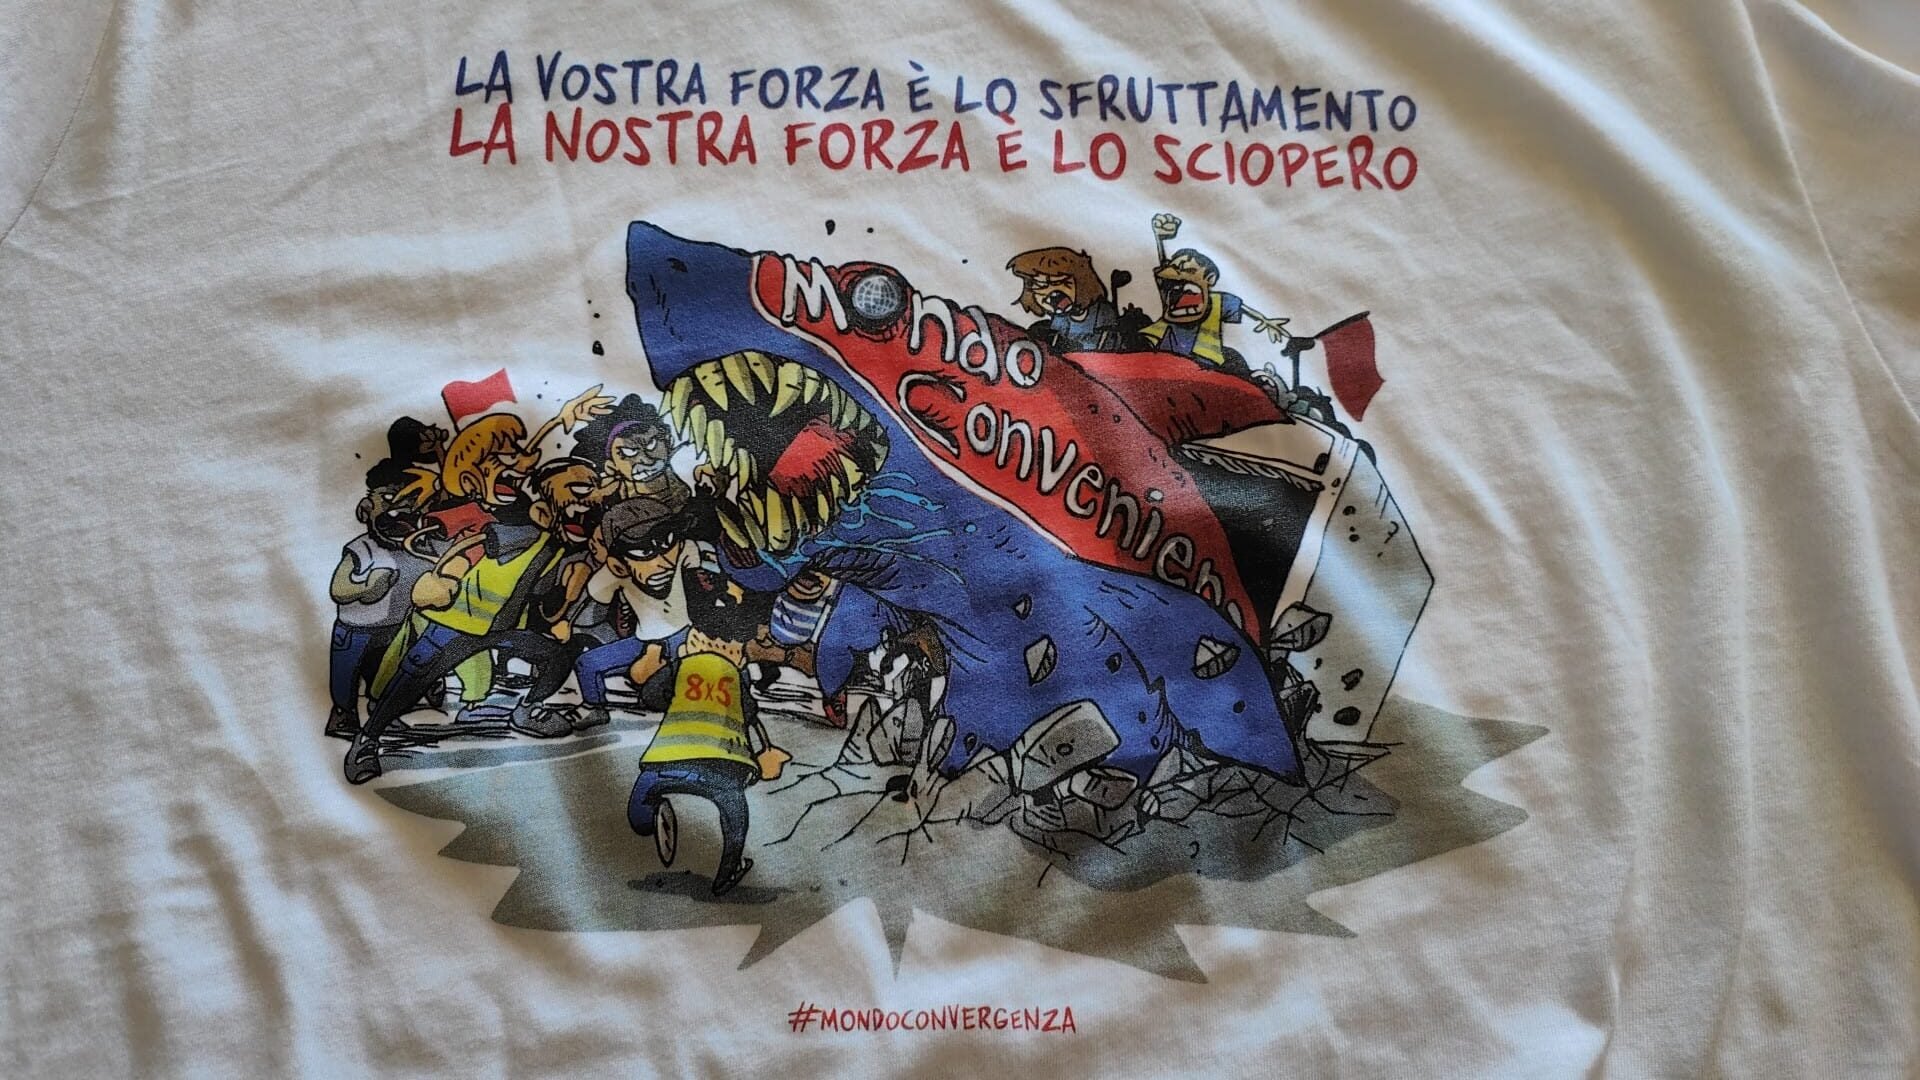 LA VOSTRA FORZA È LO SFRUTTAMENTO
LA NOSTRA FORZA È LO SCIOPERO
Mondo
Convenien
8x5
#MONDOCONVERGENZA